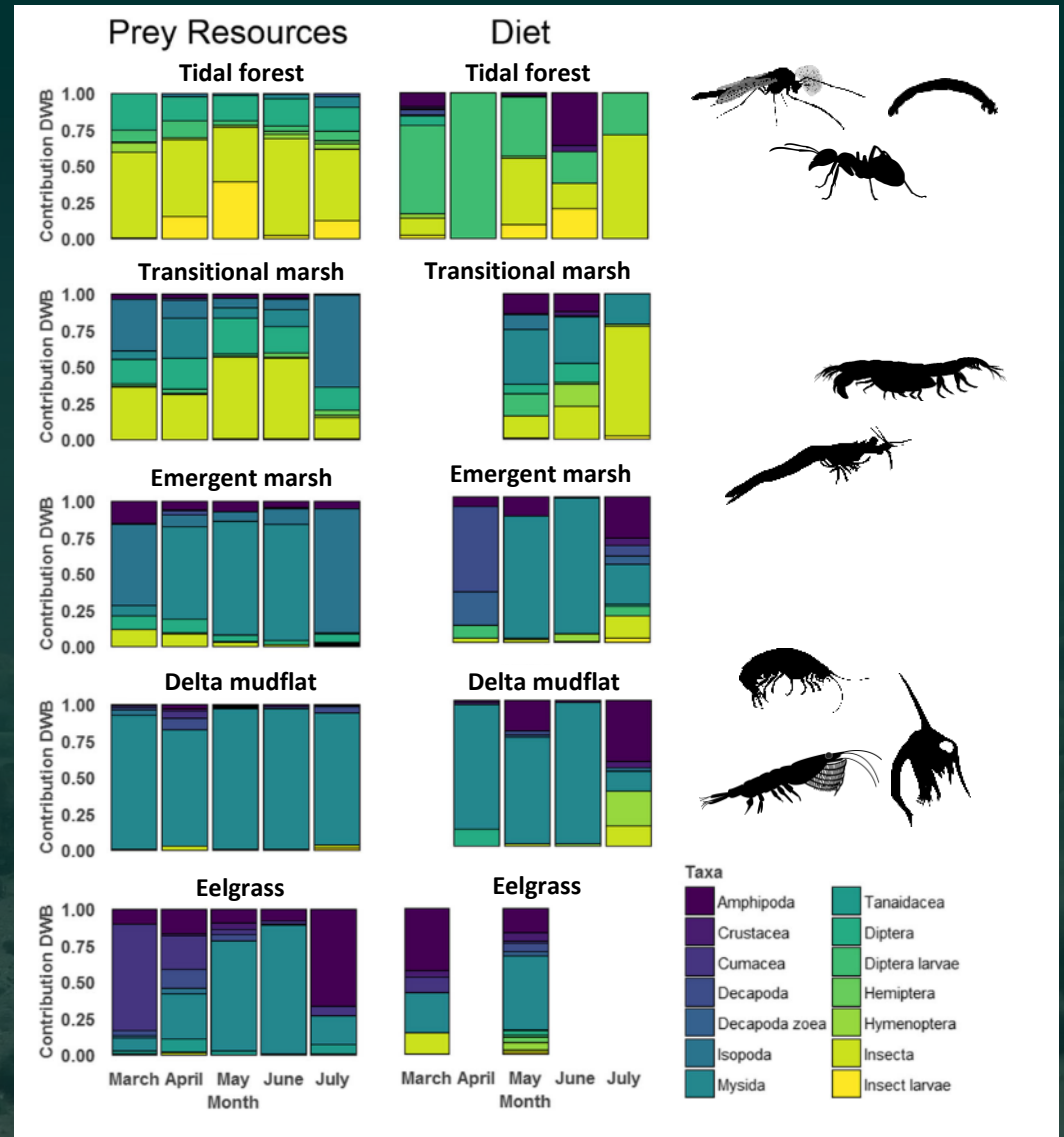 Prey Resources
Diet
Tidal forest
Tidal forest
Contribution DWB
1.00
0.75
0.50
0.25
0.00
Transitional marsh
Transitional marsh
Contribution DWB
1.00
0.75
0.50
0.25
0.00
Emergent marsh
Emergent marsh
Contribution DWB
1.00
0.75
0.50
0.25
0.00
Delta mudflat
Delta mudflat
Contribution DWB
1.00
0.75
0.50
0.25
0.00
Eelgrass
Eelgrass
Contribution DWB
1.00
0.75
0.50
0.25
0.00
March April May June July
Month
March April May June July
Month
Taxa
Amphipoda
Crustacea
Cumacea
Decapoda
Decapoda zoea
Isopoda
Mysida
Tanaidacea
Diptera
Diptera larvae
Hemiptera
Hymenoptera
Insecta
Insect larvae